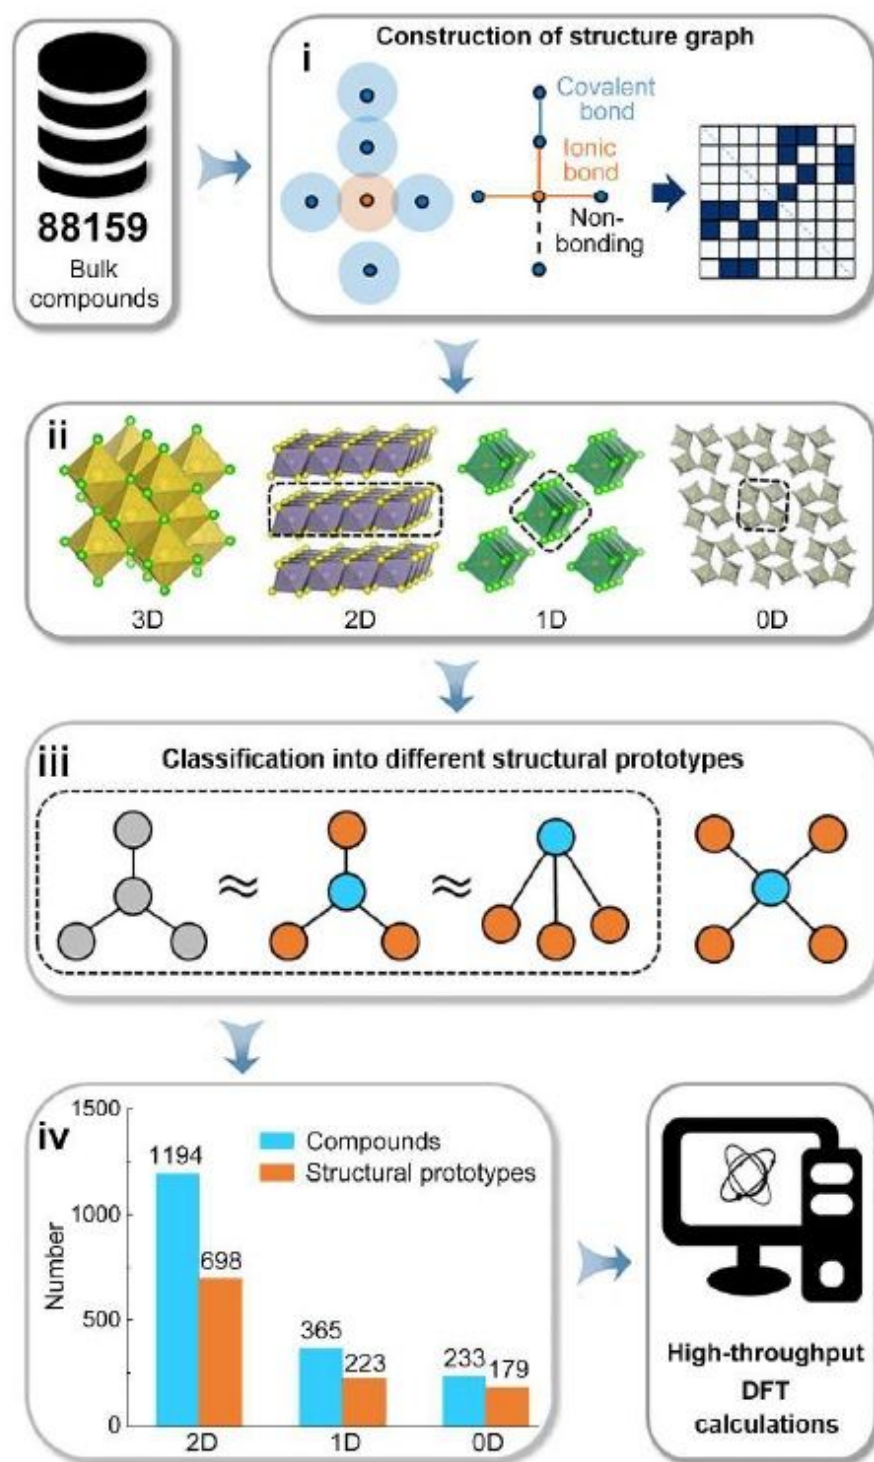 88159
Bulk
compounds
i
Construction of structure graph
Covalent
bond
Ionic
bond
Non-
bonding
ii
3D
2D
1D
0D
iii
Classification into different structural prototypes
≈
≈
iv
Number
1500
1000
500
0
Compounds
Structural prototypes
1194
698
365
223
233
179
2D
1D
0D
High-throughput
DFT
calculations